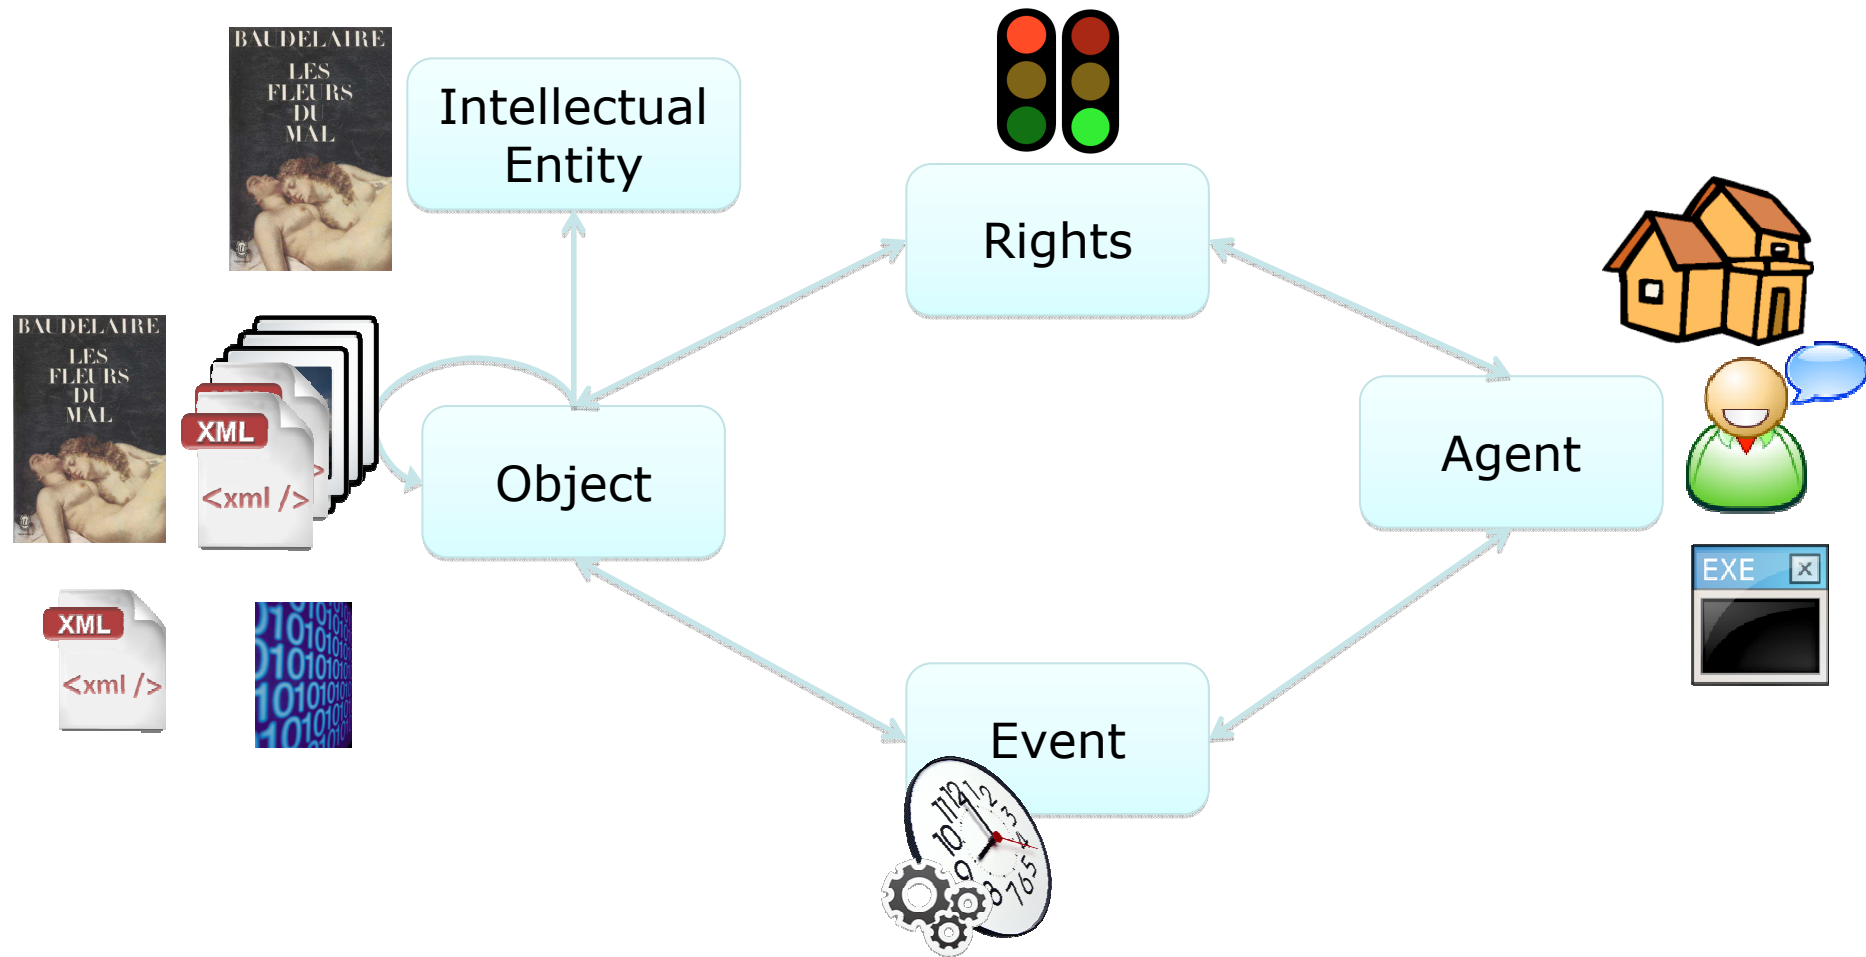 BAUDELAIRE
LES
FLEURS
DU
MAL
Intellectual
Entity
Rights
BAUDELAIRE
LES
FLEURS
DU
MAL
XML
<xml />
Object
Agent
EXE
XML
<xml />
Event